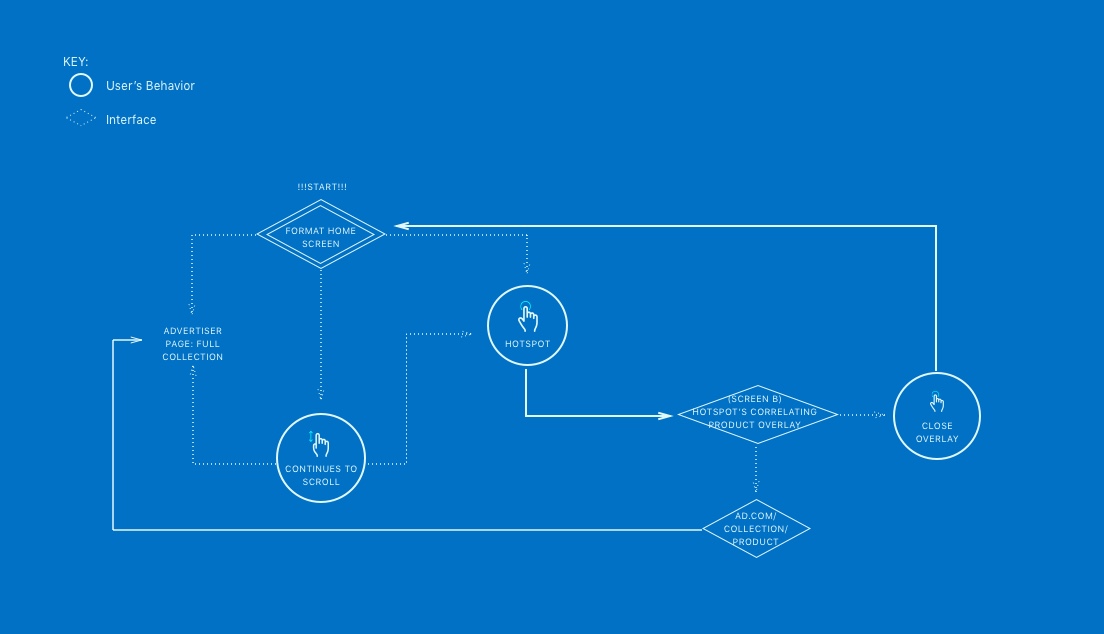 KEY:
User's Behavior
Interface
!!!START!!!
FORMAT HOME
SCREEN
ADVERTISER
PAGE: FULL
COLLECTION
HOTSPOT
CONTINUES TO
SCROLL
(SCREEN B)
HOTSPOT'S CORRELATING
PRODUCT OVERLAY
CLOSE
OVERLAY
AD.COM/
COLLECTION/
PRODUCT